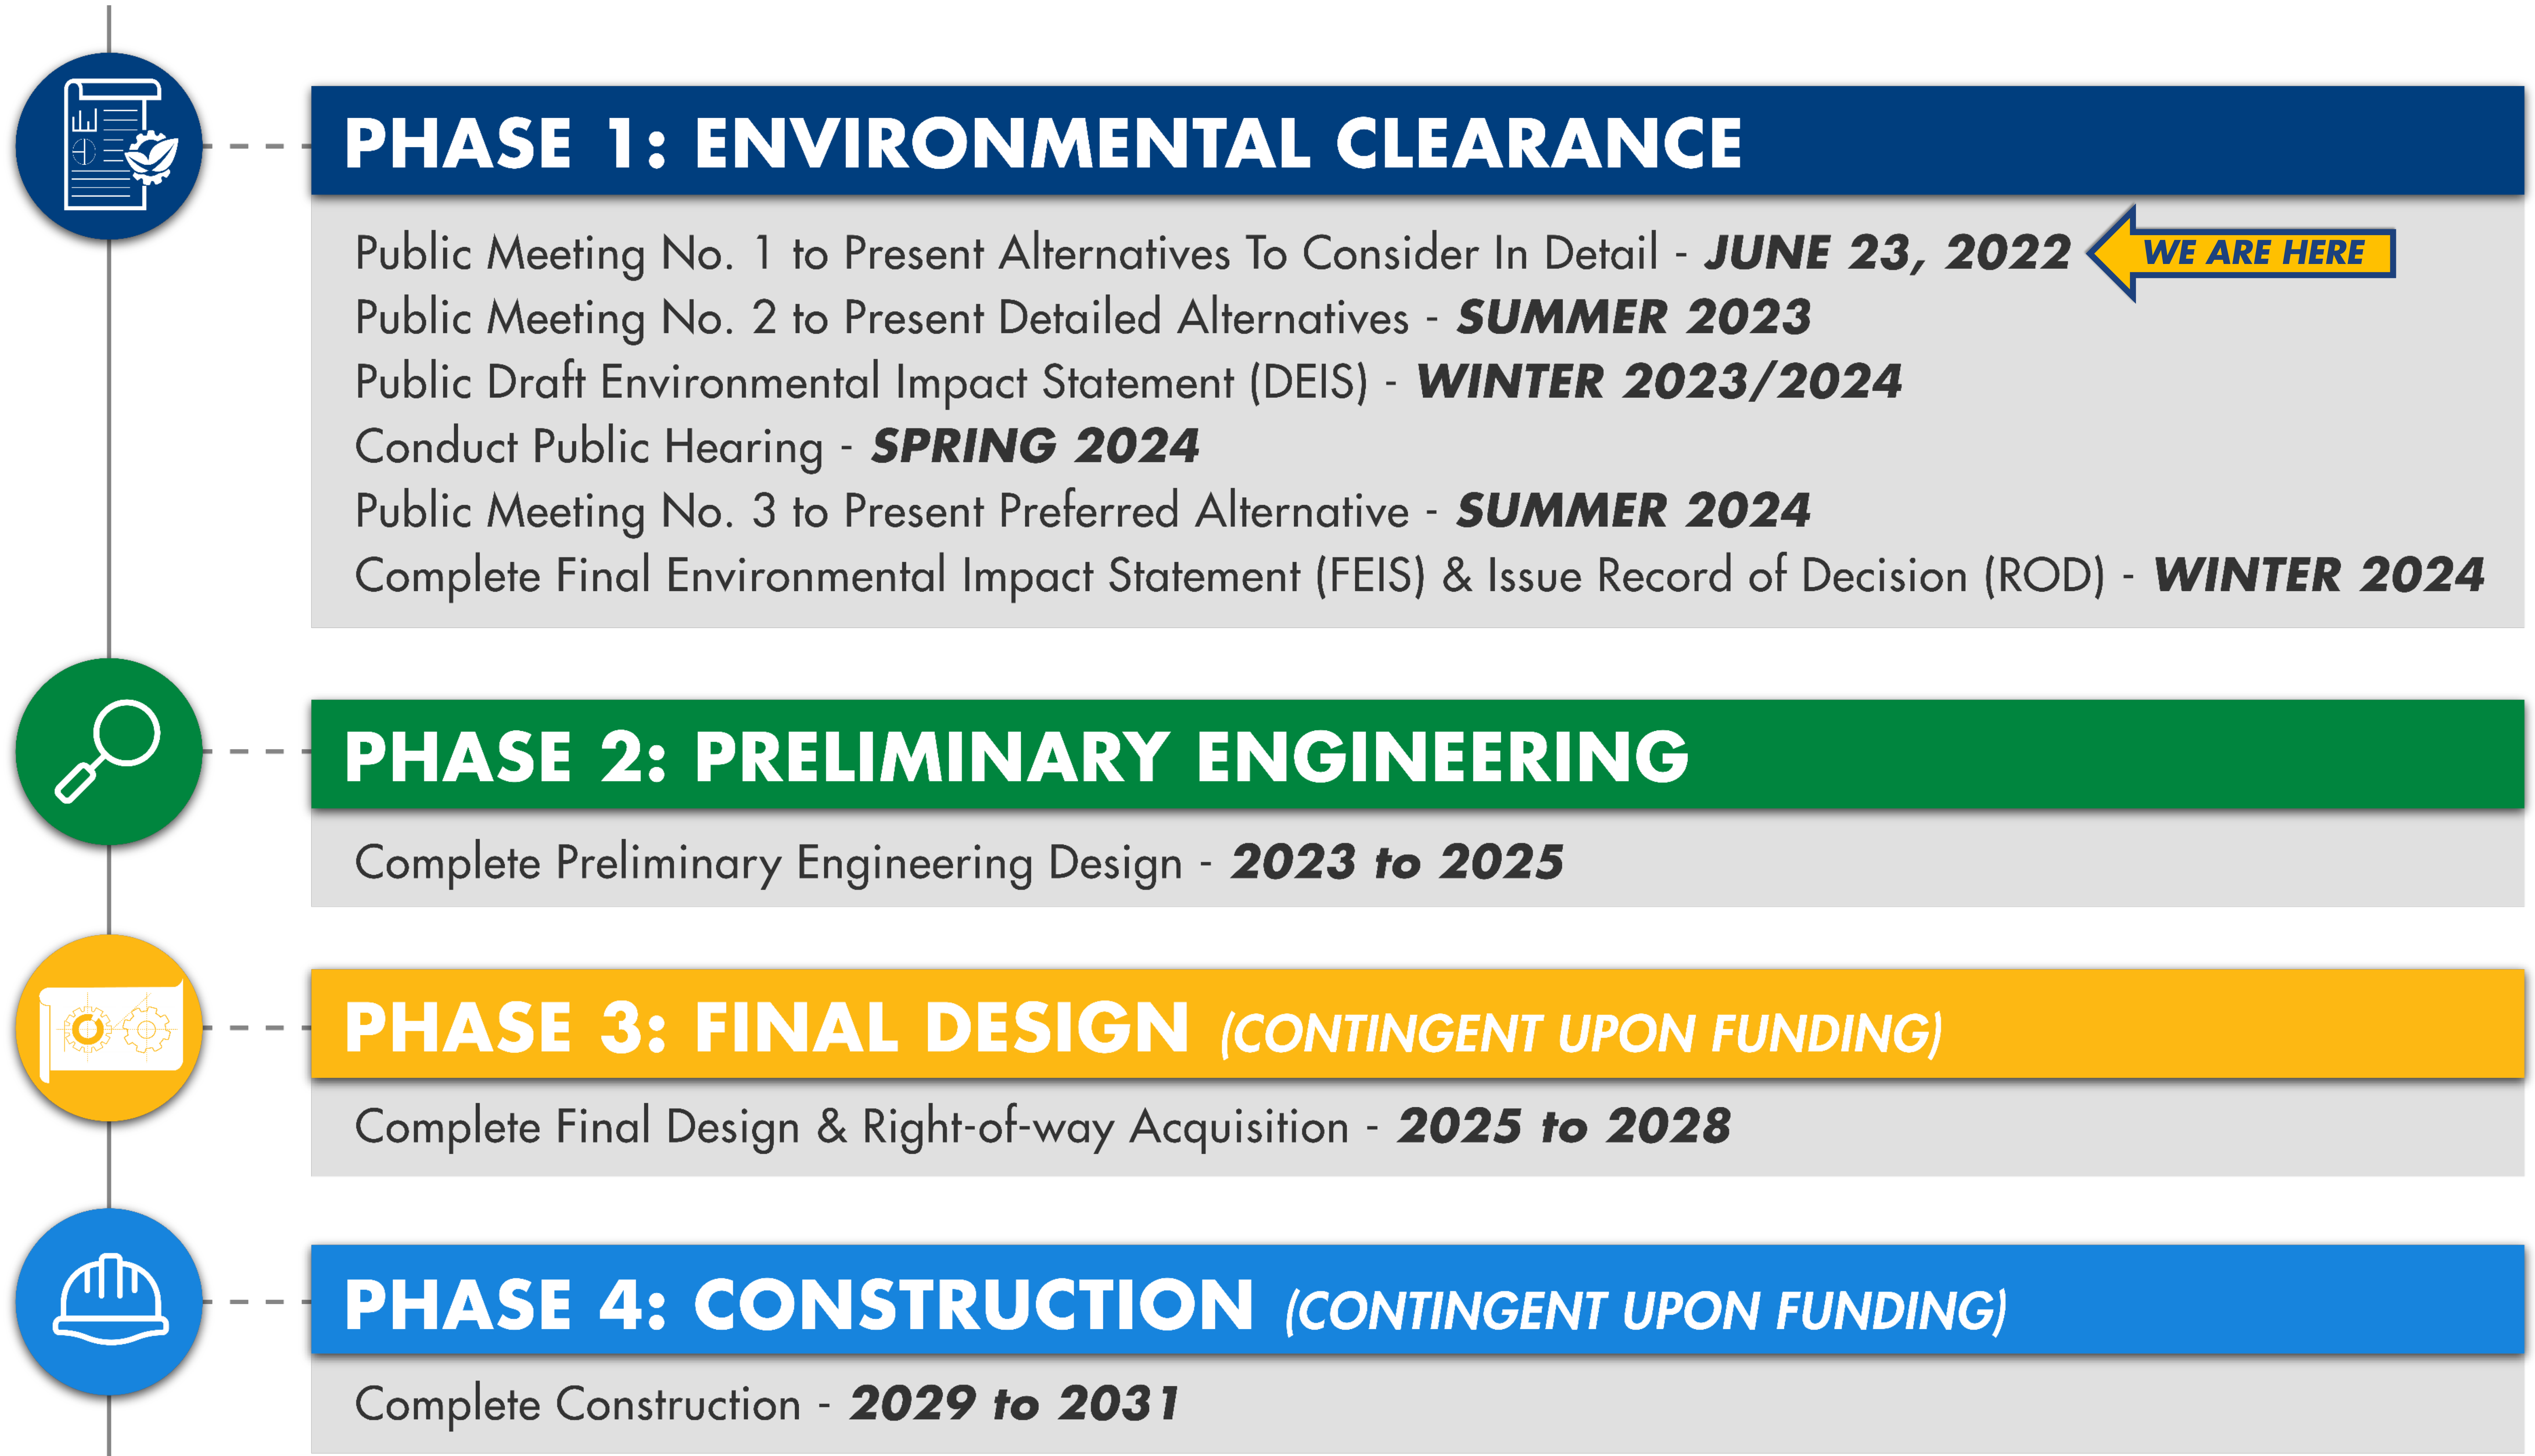 PHASE 1: ENVIRONMENTAL CLEARANCE
Public Meeting No. 1 to Present Alternatives To Consider In Detail - JUNE 23, 2022
WE ARE HERE
Public Meeting No. 2 to Present Detailed Alternatives - SUMMER 2023
Public Draft Environmental Impact Statement (DEIS) - WINTER 2023/2024
Conduct Public Hearing - SPRING 2024
Public Meeting No. 3 to Present Preferred Alternative - SUMMER 2024
Complete Final Environmental Impact Statement (FEIS) & Issue Record of Decision (ROD) - WINTER 2024
PHASE 2: PRELIMINARY ENGINEERING
Complete Preliminary Engineering Design - 2023 to 2025
PHASE 3: FINAL DESIGN (CONTINGENT UPON FUNDING)
Complete Final Design & Right-of-way Acquisition - 2025 to 2028
PHASE 4: CONSTRUCTION (CONTINGENT UPON FUNDING)
Complete Construction - 2029 to 2031